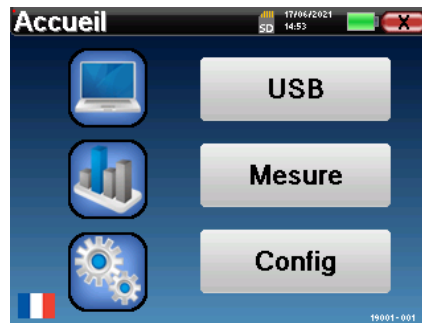 Accueil
SD
17/06/2021
14:53
X
USB
Mesure
Config
19001-001